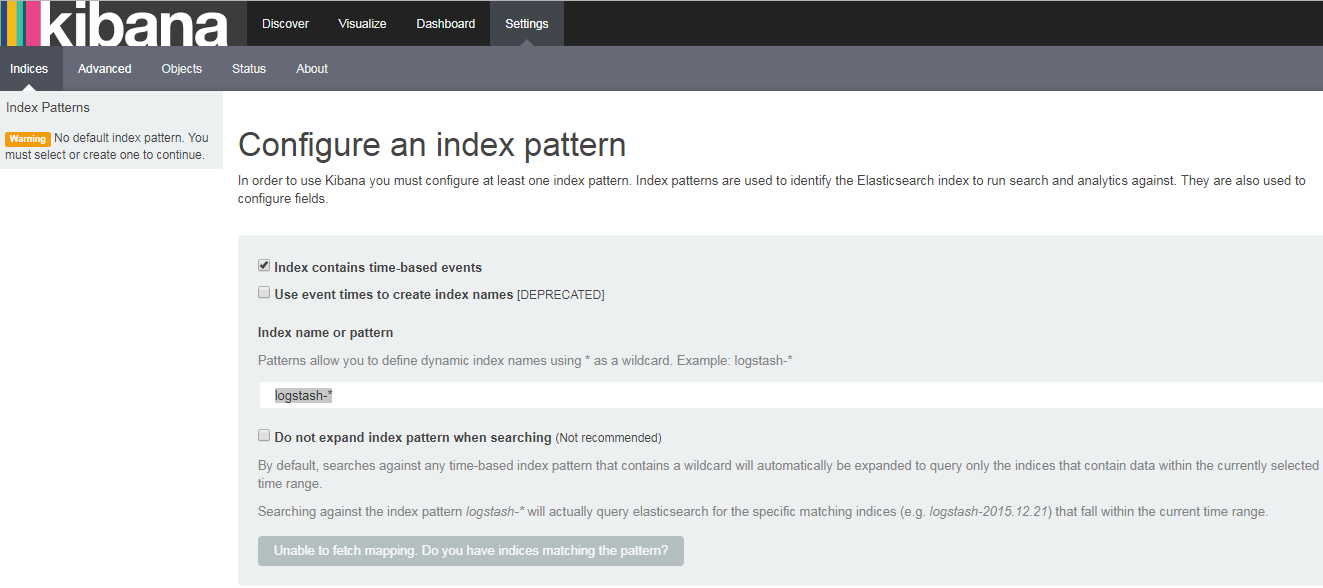 kibana
Discover
Visualize
Dashboard
Settings
Indices
Advanced
Objects
Status
About
Index Patterns
Warning No default index pattern. You
must select or create one to continue.
Configure an index pattern
In order to use Kibana you must configure at least one index pattern. Index patterns are used to identify the Elasticsearch index to run search and analytics against. They are also used to
configure fields.
Index contains time-based events
Use event times to create index names [DEPRECATED]
Index name or pattern
Patterns allow you to define dynamic index names using * as a wildcard. Example: logstash-*
logstash-*
Do not expand index pattern when searching (Not recommended)
By default, searches against any time-based index pattern that contains a wildcard will automatically be expanded to query only the indices that contain data within the currently selected
time range.
Searching against the index pattern logstash-* will actually query elasticsearch for the specific matching indices (e.g. logstash-2015.12.21) that fall within the current time range.
Unable to fetch mapping. Do you have indices matching the pattern?